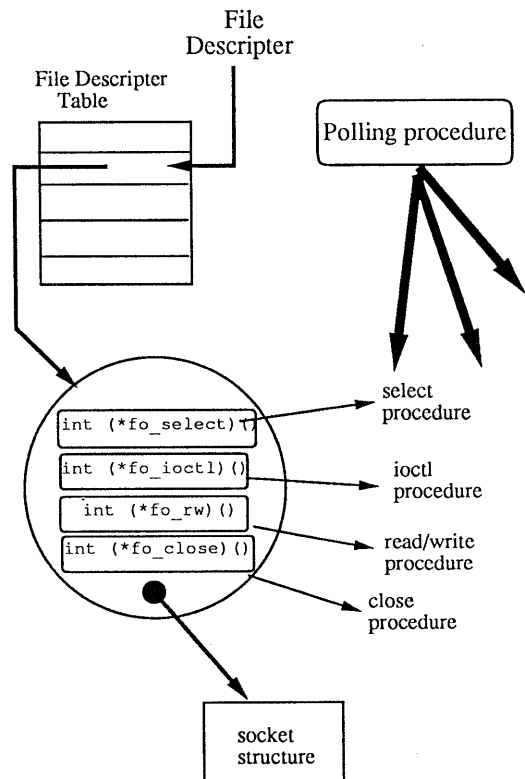 File
Descripter
File Descripter
Table
Polling procedure
int (*fo_select)()
int (*fo_ioctl)()
int (*fo_rw)()
int (*fo_close)()
select
procedure
ioctl
procedure
read/write
procedure
close
procedure
socket
structure